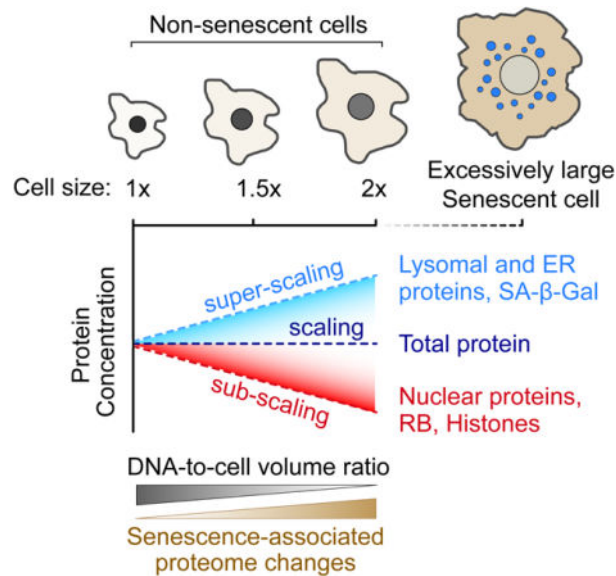 Non-senescent cells
Cell size: 1x 1.5x 2x
Excessively large
Senescent cell
Protein
Concentration
super-scaling
scaling
sub-scaling
Lysomal and ER
proteins, SA-β-Gal
Total protein
Nuclear proteins,
RB, Histones
DNA-to-cell volume ratio
Senescence-associated
proteome changes